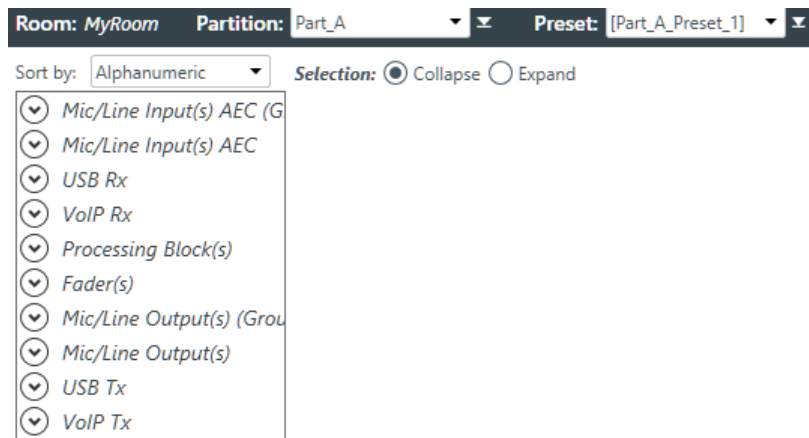 Room: MyRoom Partition: Part_A Preset: [Part_A_Preset_1]
Sort by: Alphanumeric Selection: Collapse Expand
Mic/Line Input(s) AEC (G
Mic/Line Input(s) AEC
USB Rx
VoIP Rx
Processing Block(s)
Fader(s)
Mic/Line Output(s) (Grou
Mic/Line Output(s)
USB Tx
VoIP Tx